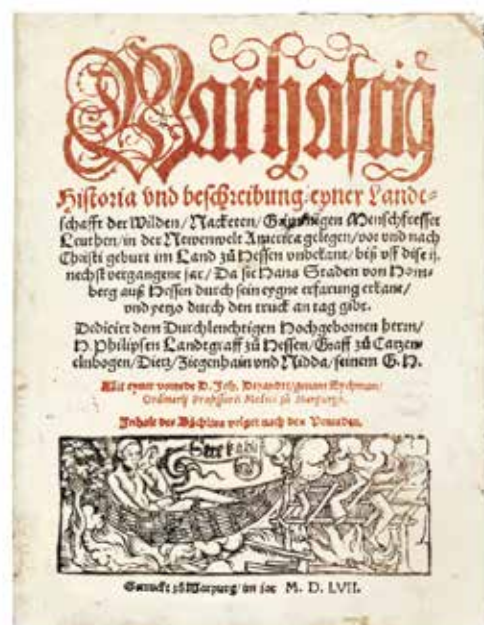 Warhaftig
Historia vnd beschreibung eyner Landt-
schafft der Wilden/ Nacketen/ Grimmigen Menschfresser
Leuthen/ in der Newenwelt America gelegen/ vor vnd nach
Christi geburt im Land zů Hessen vnbekant/ biß vff dise ij.
nechst vergangene jar/ Da sie Hans Staden von Hom-
berg auß Hessen durch sein eygne erfarung erkant/
vnd yetzo durch den truck an tag gibt.
Dedicirt dem Durchleuchtigen Hochgebornen herrn/
H. Philipsen Landtgraff zů Hessen/ Graff zů Catzen-
elnbogen/ Dietz/ Ziegenhain vnd Nidda/ seinem G. H.
Mit eyner vorrede D. Joh. Dryandri/ genant Eychman/
Ordinarij Professoris Medici zů Marpurgk.
Inhalt des Bůchlins volget nach den Vorreden.
Getruckt zů Marpurg/ im jar M. D. LVII.